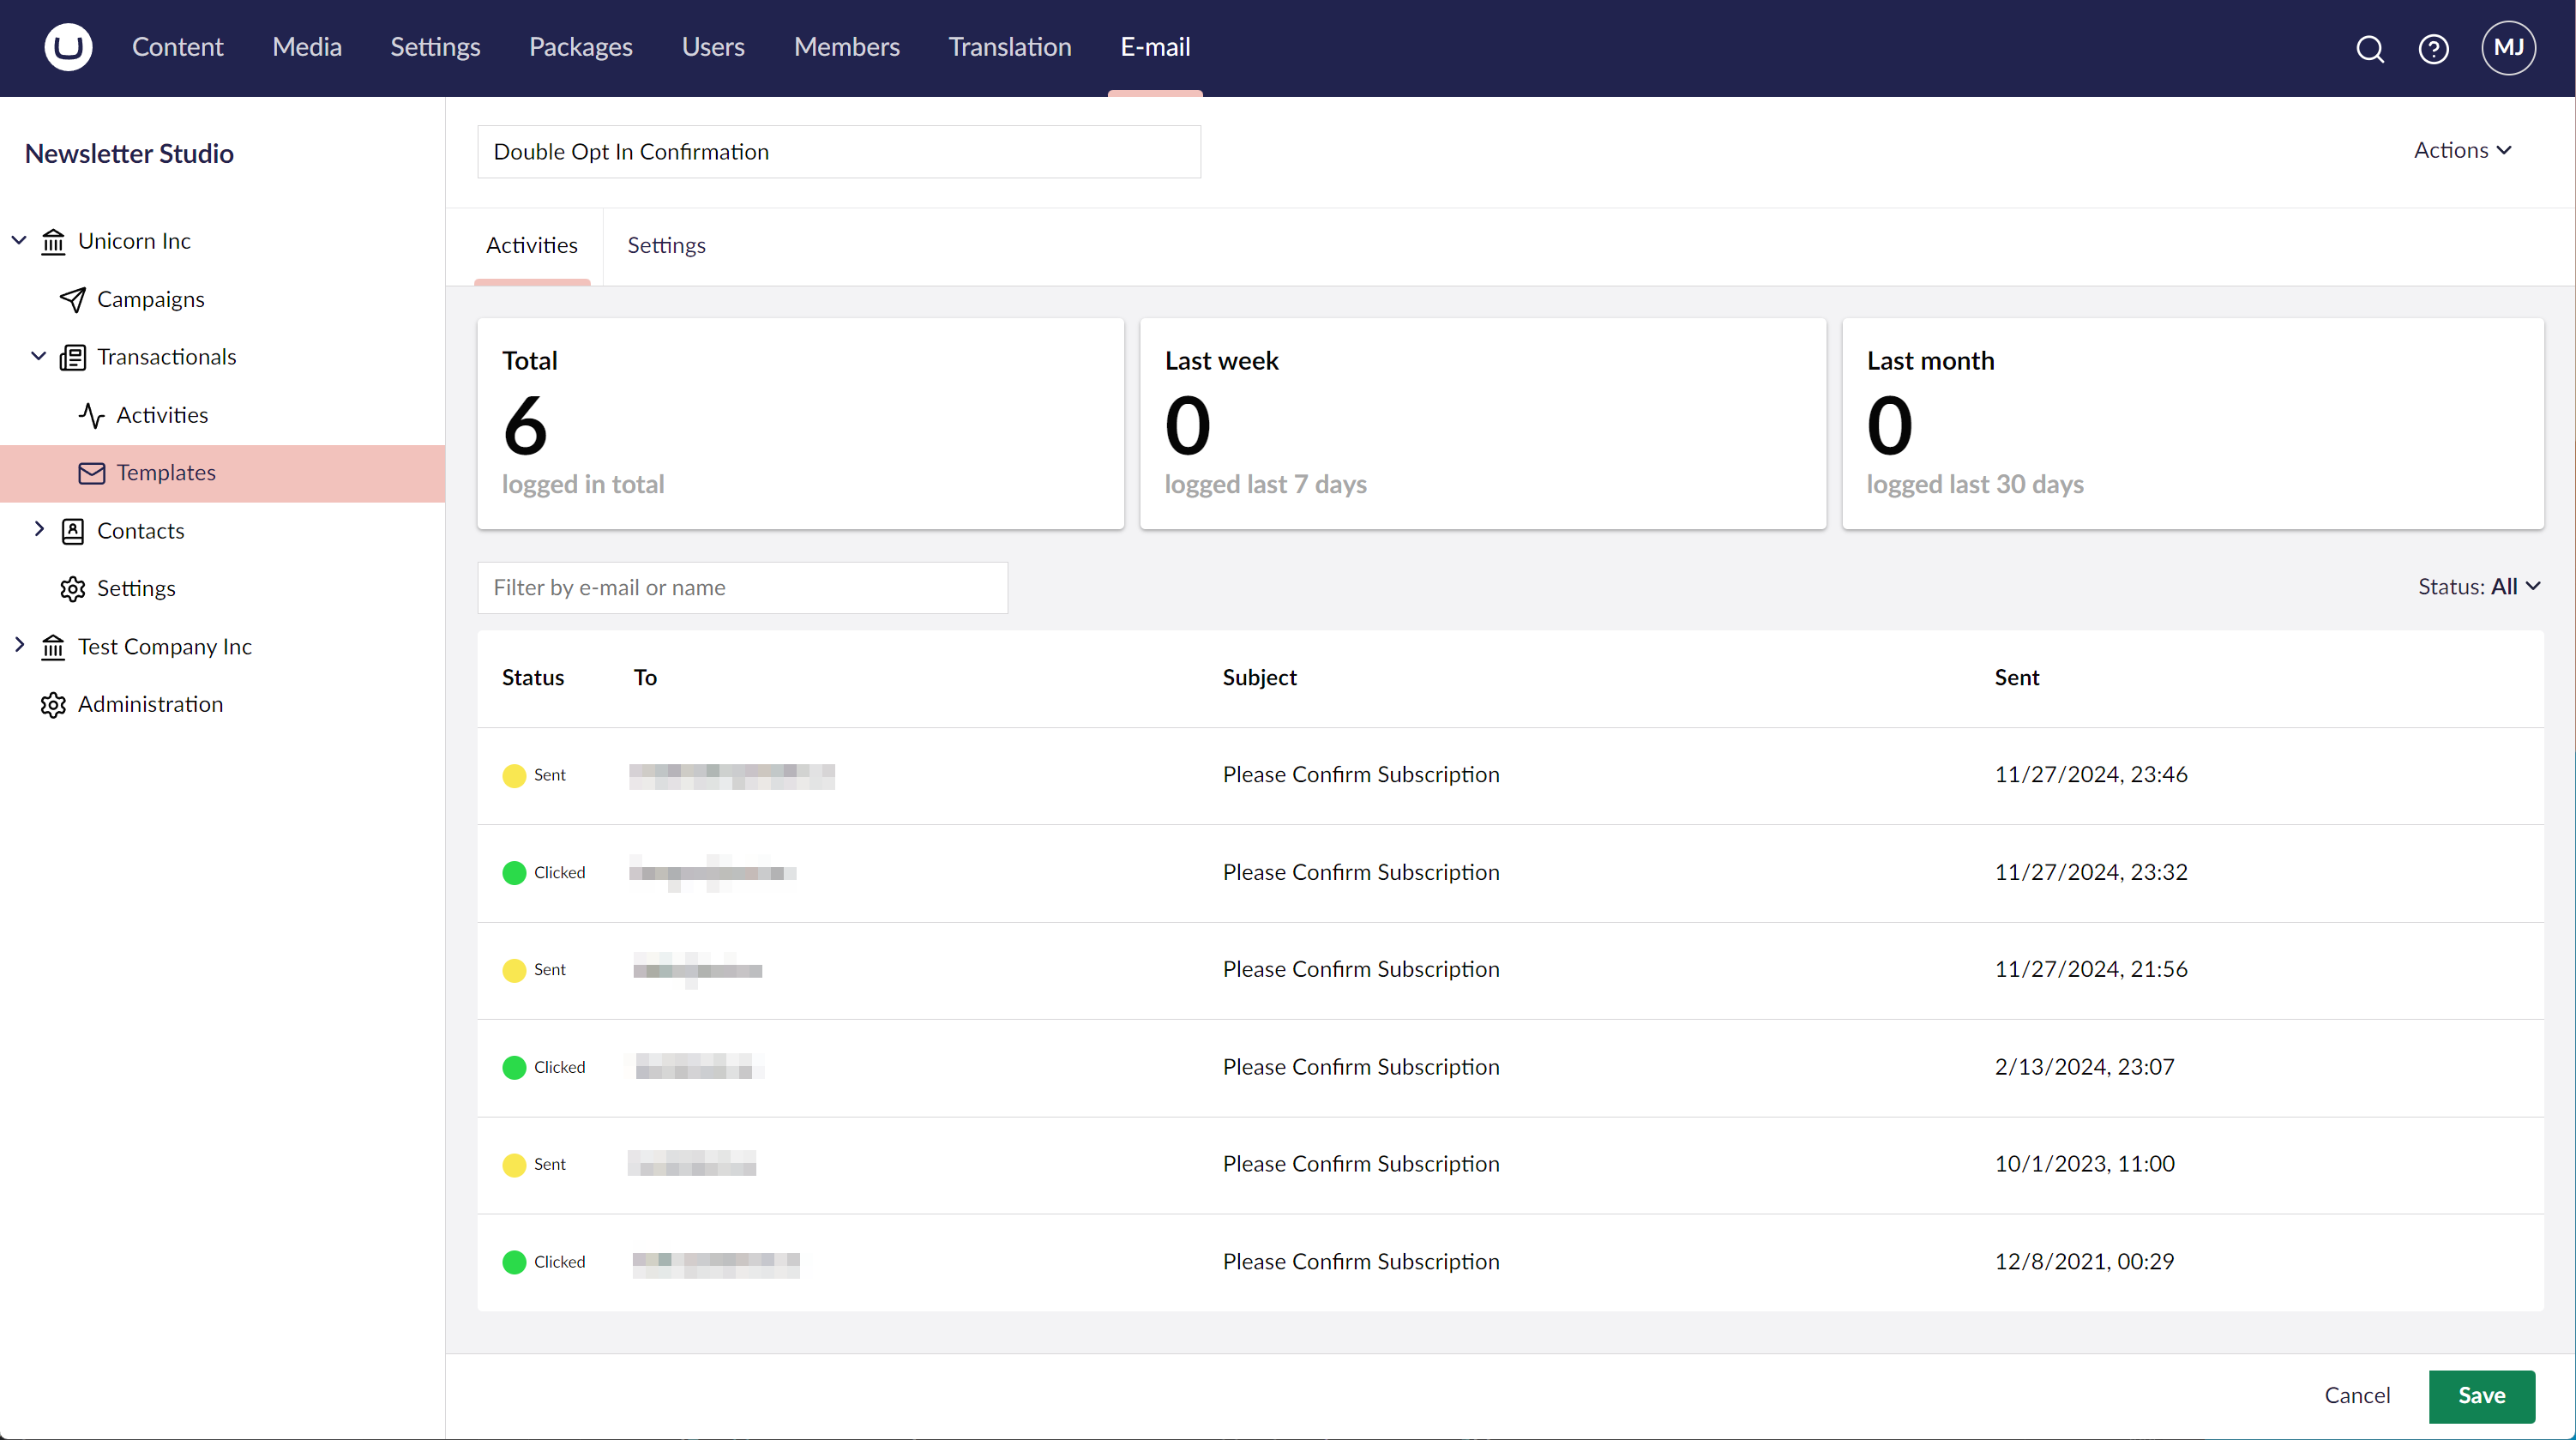 Content Media Settings Packages Users Members Translation E-mail MJ
Newsletter Studio
Unicorn Inc
Campaigns
Transactionals
Activities
Templates
Contacts
Settings
Test Company Inc
Administration
Double Opt In Confirmation
Actions
Activities Settings
Total
6
logged in total
Last week
0
logged last 7 days
Last month
0
logged last 30 days
Filter by e-mail or name
Status: All
Status To Subject Sent
Sent Please Confirm Subscription 11/27/2024, 23:46
Clicked Please Confirm Subscription 11/27/2024, 23:32
Sent Please Confirm Subscription 11/27/2024, 21:56
Clicked Please Confirm Subscription 2/13/2024, 23:07
Sent Please Confirm Subscription 10/1/2023, 11:00
Clicked Please Confirm Subscription 12/8/2021, 00:29
Cancel Save